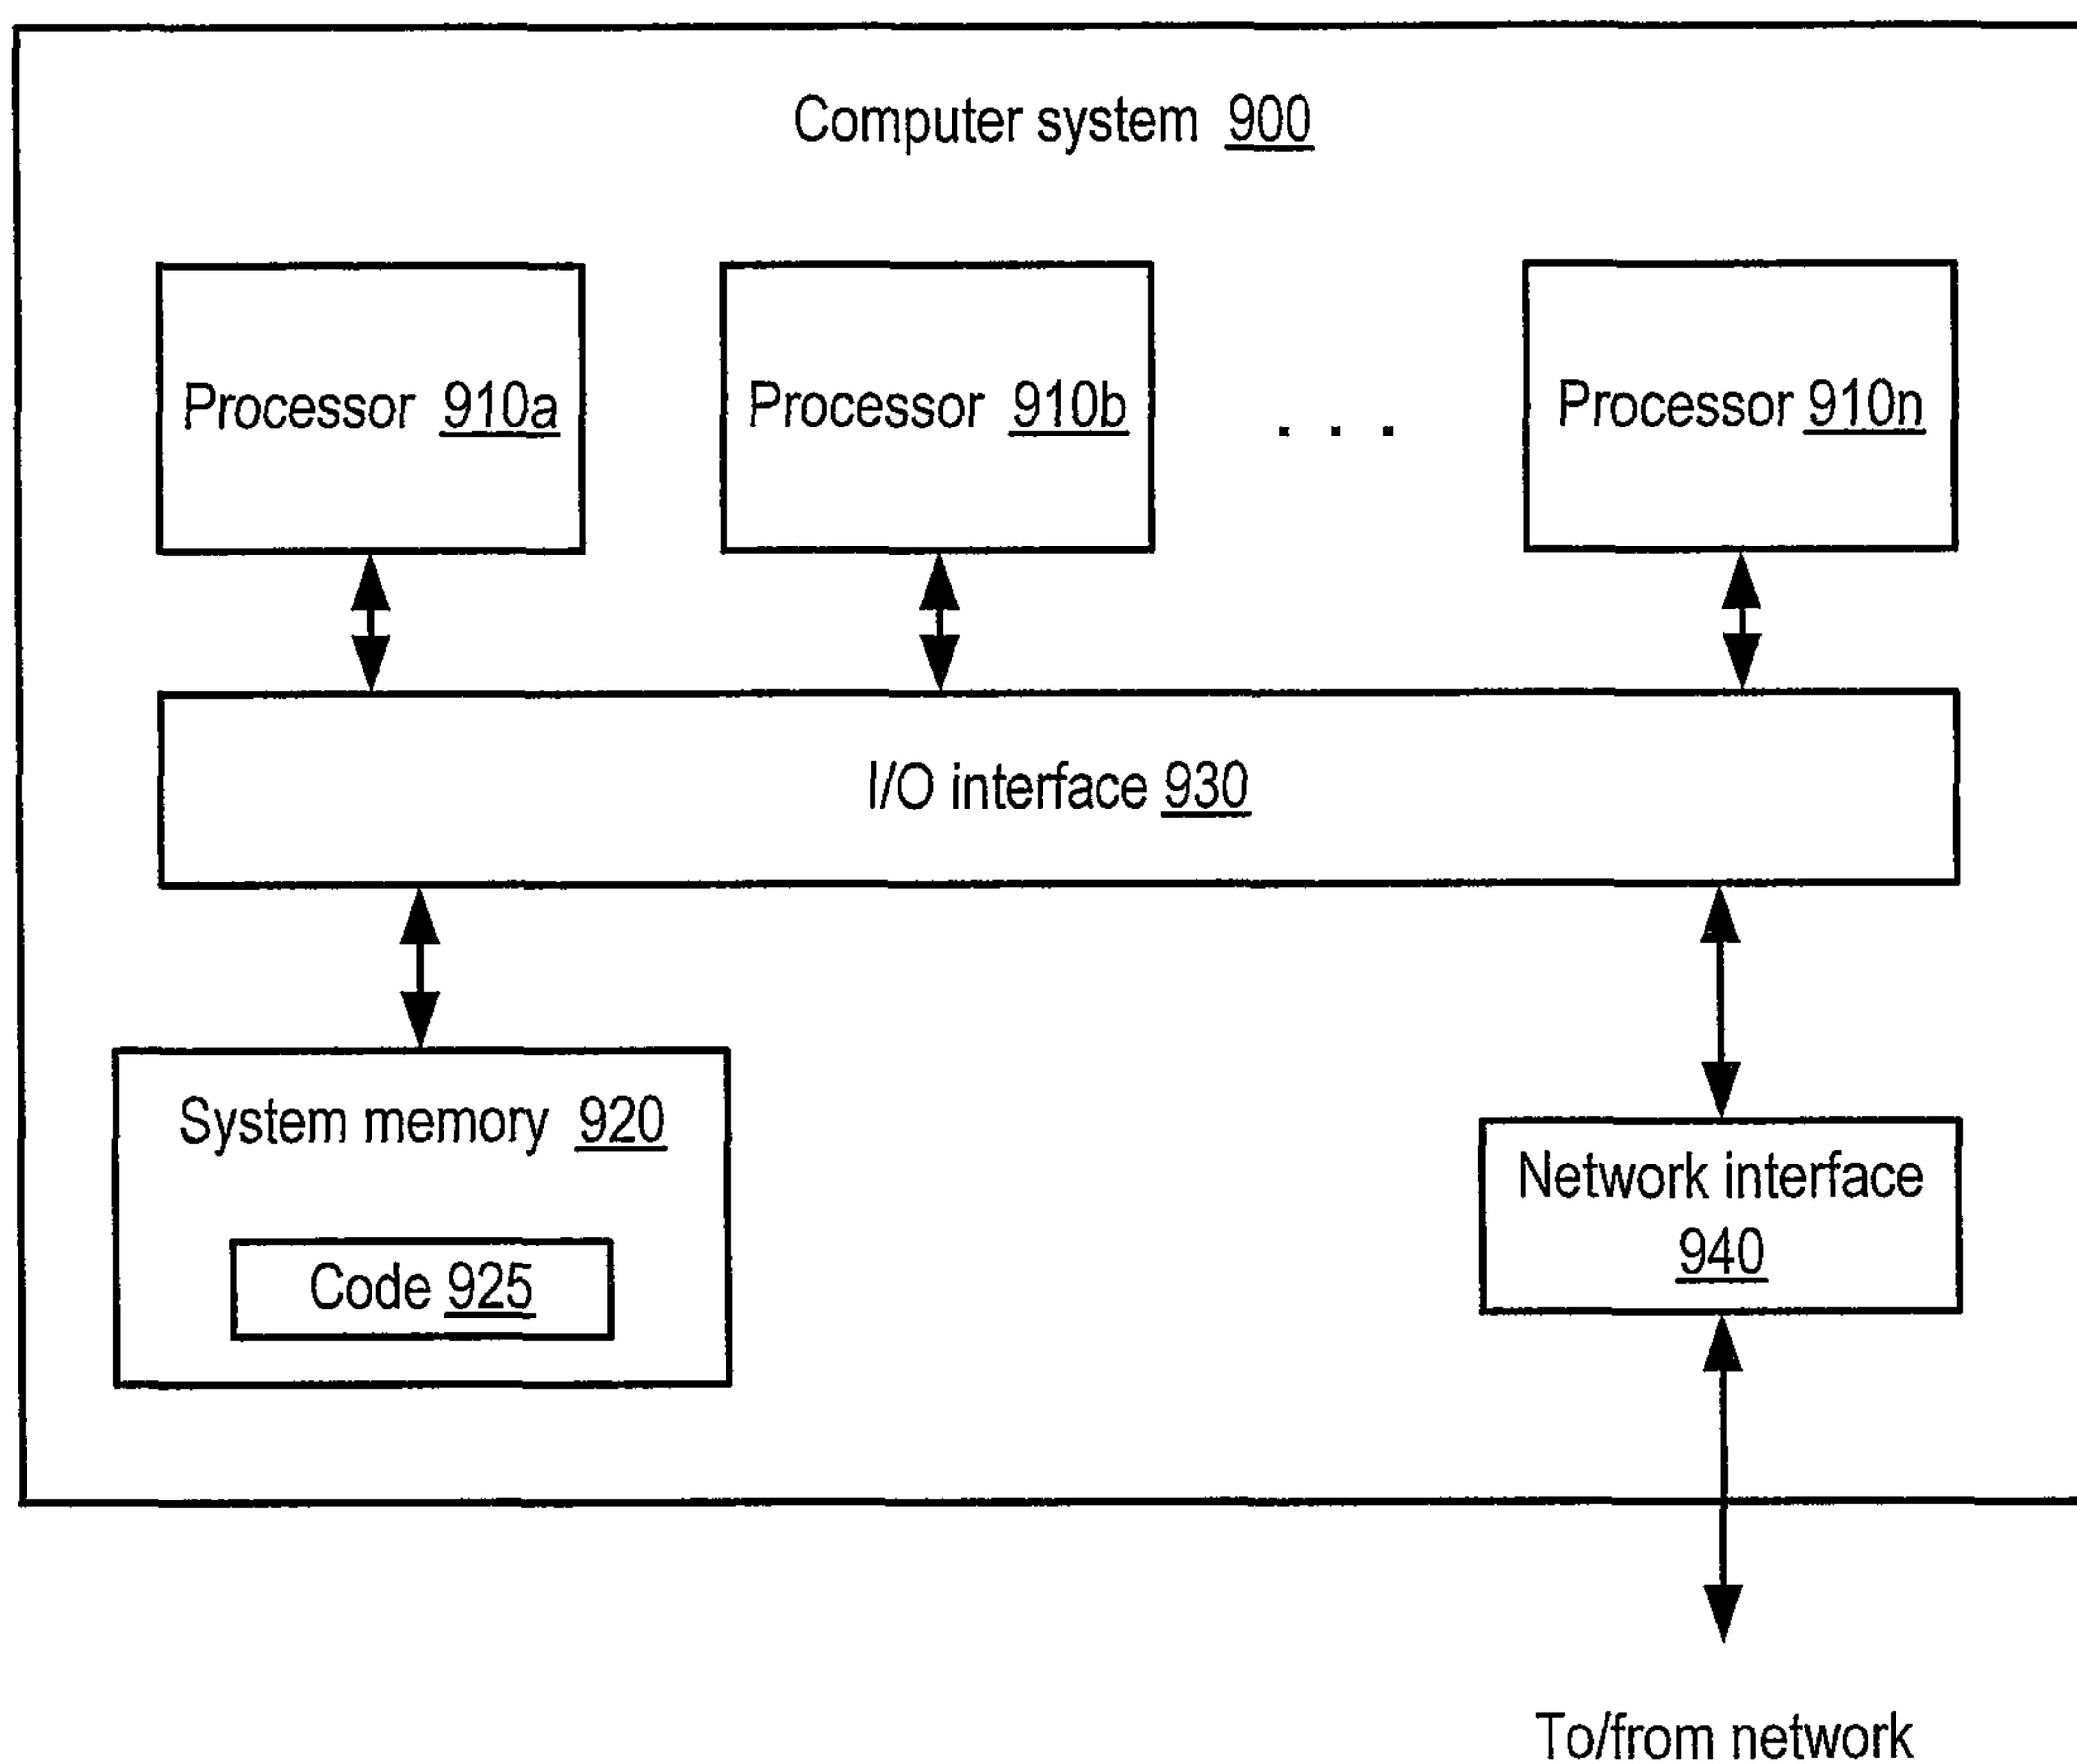 Computer system 900
Processor 910a
Processor 910b
. . .
Processor 910n
I/O interface 930
System memory 920
Code 925
Network interface
940
To/from network